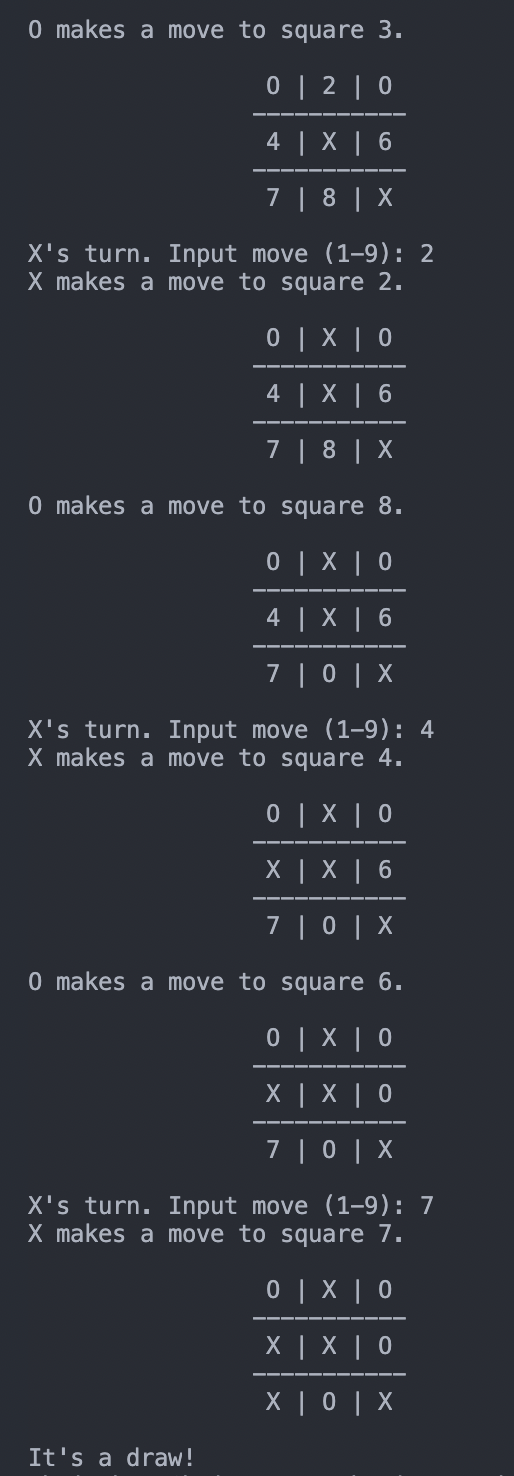 O makes a move to square 3.
O | 2 | O
-----------
4 | X | 6
-----------
7 | 8 | X
X's turn. Input move (1-9): 2
X makes a move to square 2.
O | X | O
-----------
4 | X | 6
-----------
7 | 8 | X
O makes a move to square 8.
O | X | O
-----------
4 | X | 6
-----------
7 | O | X
X's turn. Input move (1-9): 4
X makes a move to square 4.
O | X | O
-----------
X | X | 6
-----------
7 | O | X
O makes a move to square 6.
O | X | O
-----------
X | X | O
-----------
7 | O | X
X's turn. Input move (1-9): 7
X makes a move to square 7.
O | X | O
-----------
X | X | O
-----------
X | O | X
It's a draw!